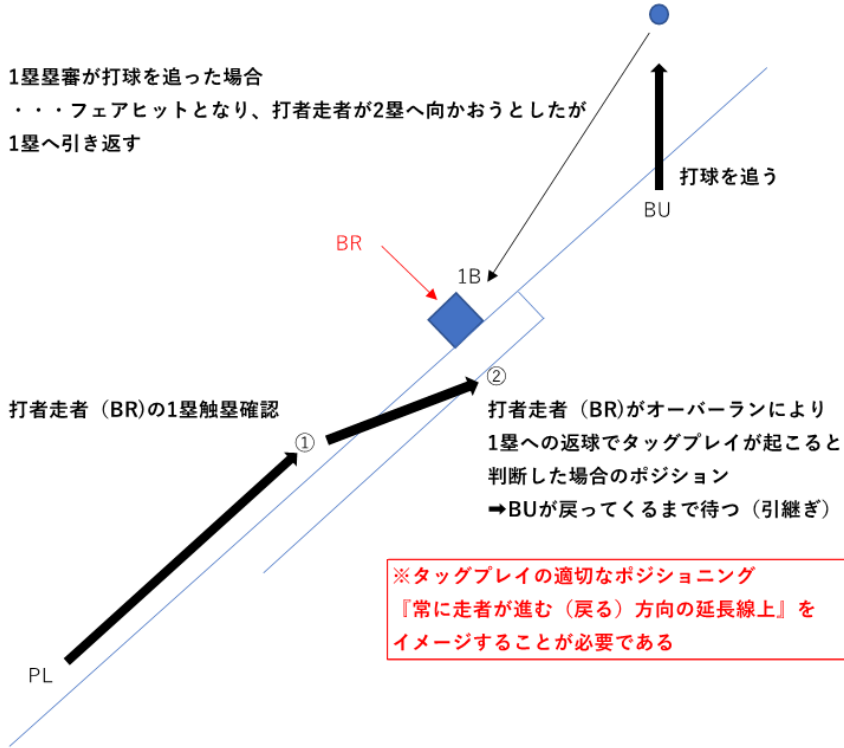 1塁塁審が打球を追った場合
・・・フェアヒットとなり、打者走者が2塁へ向かおうとしたが
1塁へ引き返す
打球を追う
BU
BR
1B
②
打者走者（BR)の1塁触塁確認
①
打者走者（BR)がオーバーランにより
1塁への返球でタッグプレイが起こると
判断した場合のポジション
➡BUが戻ってくるまで待つ（引継ぎ）
※タッグプレイの適切なポジショニング
『常に走者が進む（戻る）方向の延長線上』を
イメージすることが必要である
PL